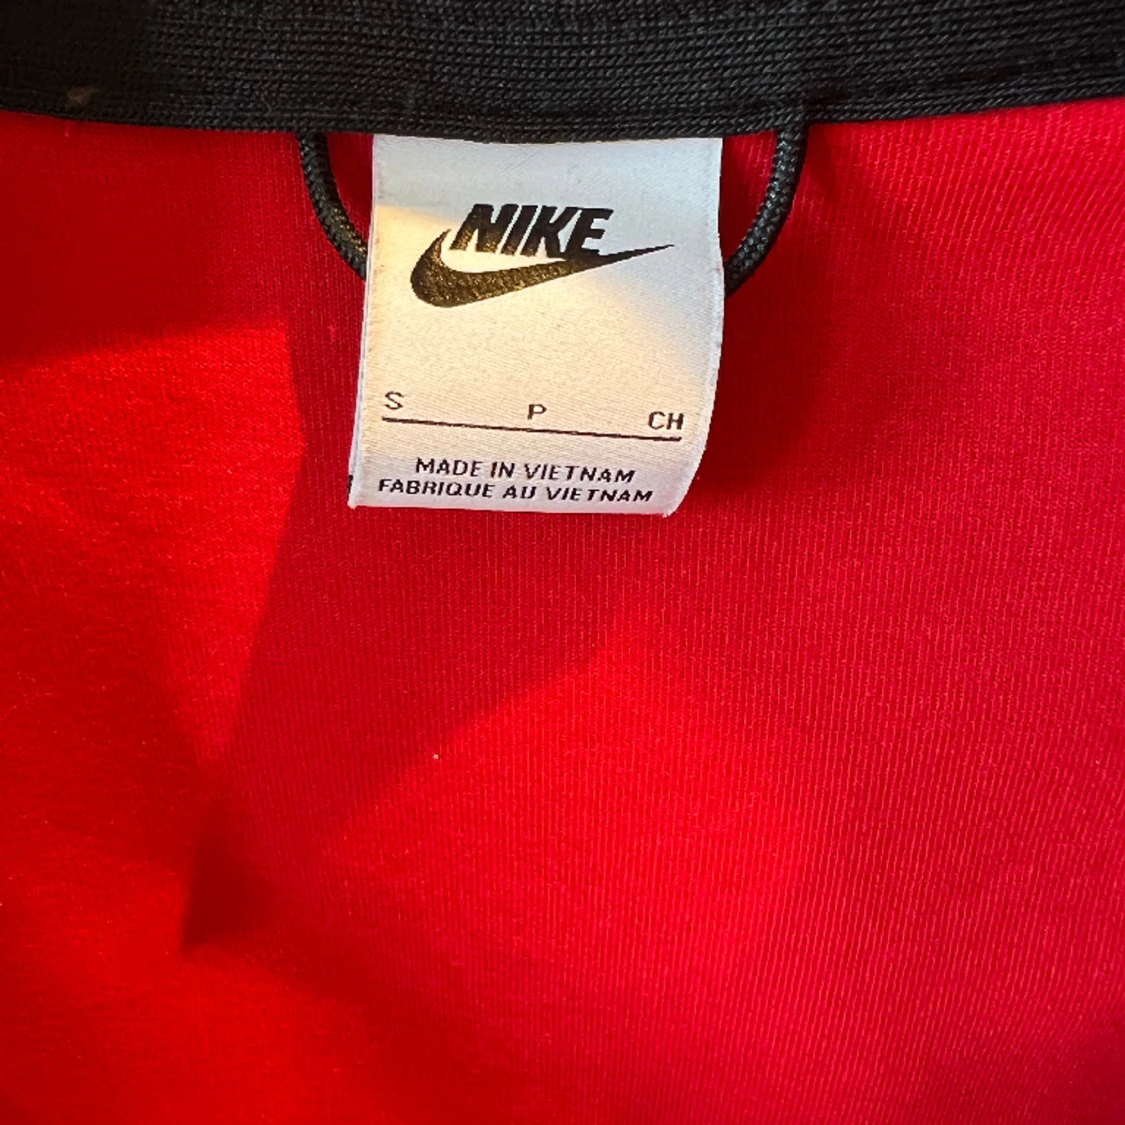 NIKE
S P CH
MADE IN VIETNAM
FABRIQUE AU VIETNAM